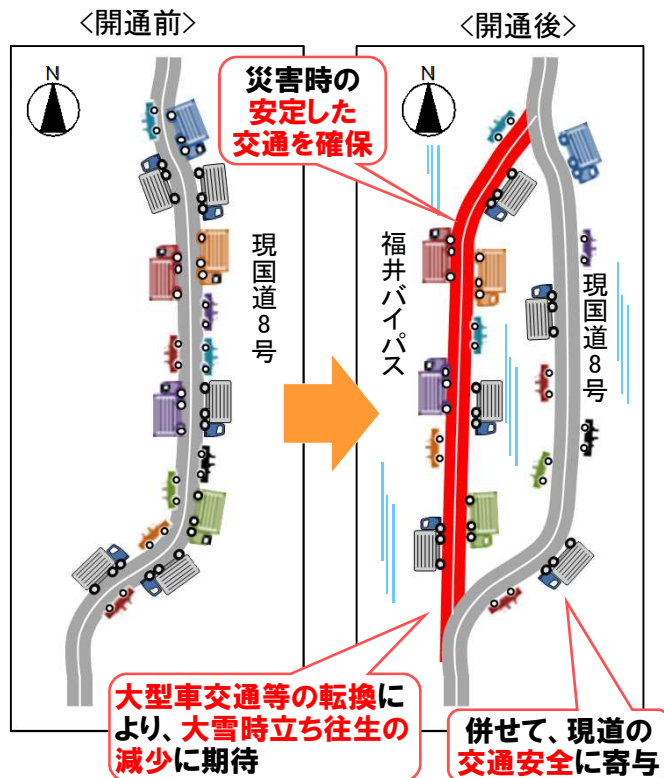 <開通前>
N
現国道8号
<開通後>
N
災害時の
安定した
交通を確保
福井バイパス
現国道8号
大型車交通等の転換に
より、大雪時立ち往生の
減少に期待
併せて、現道の
交通安全に寄与